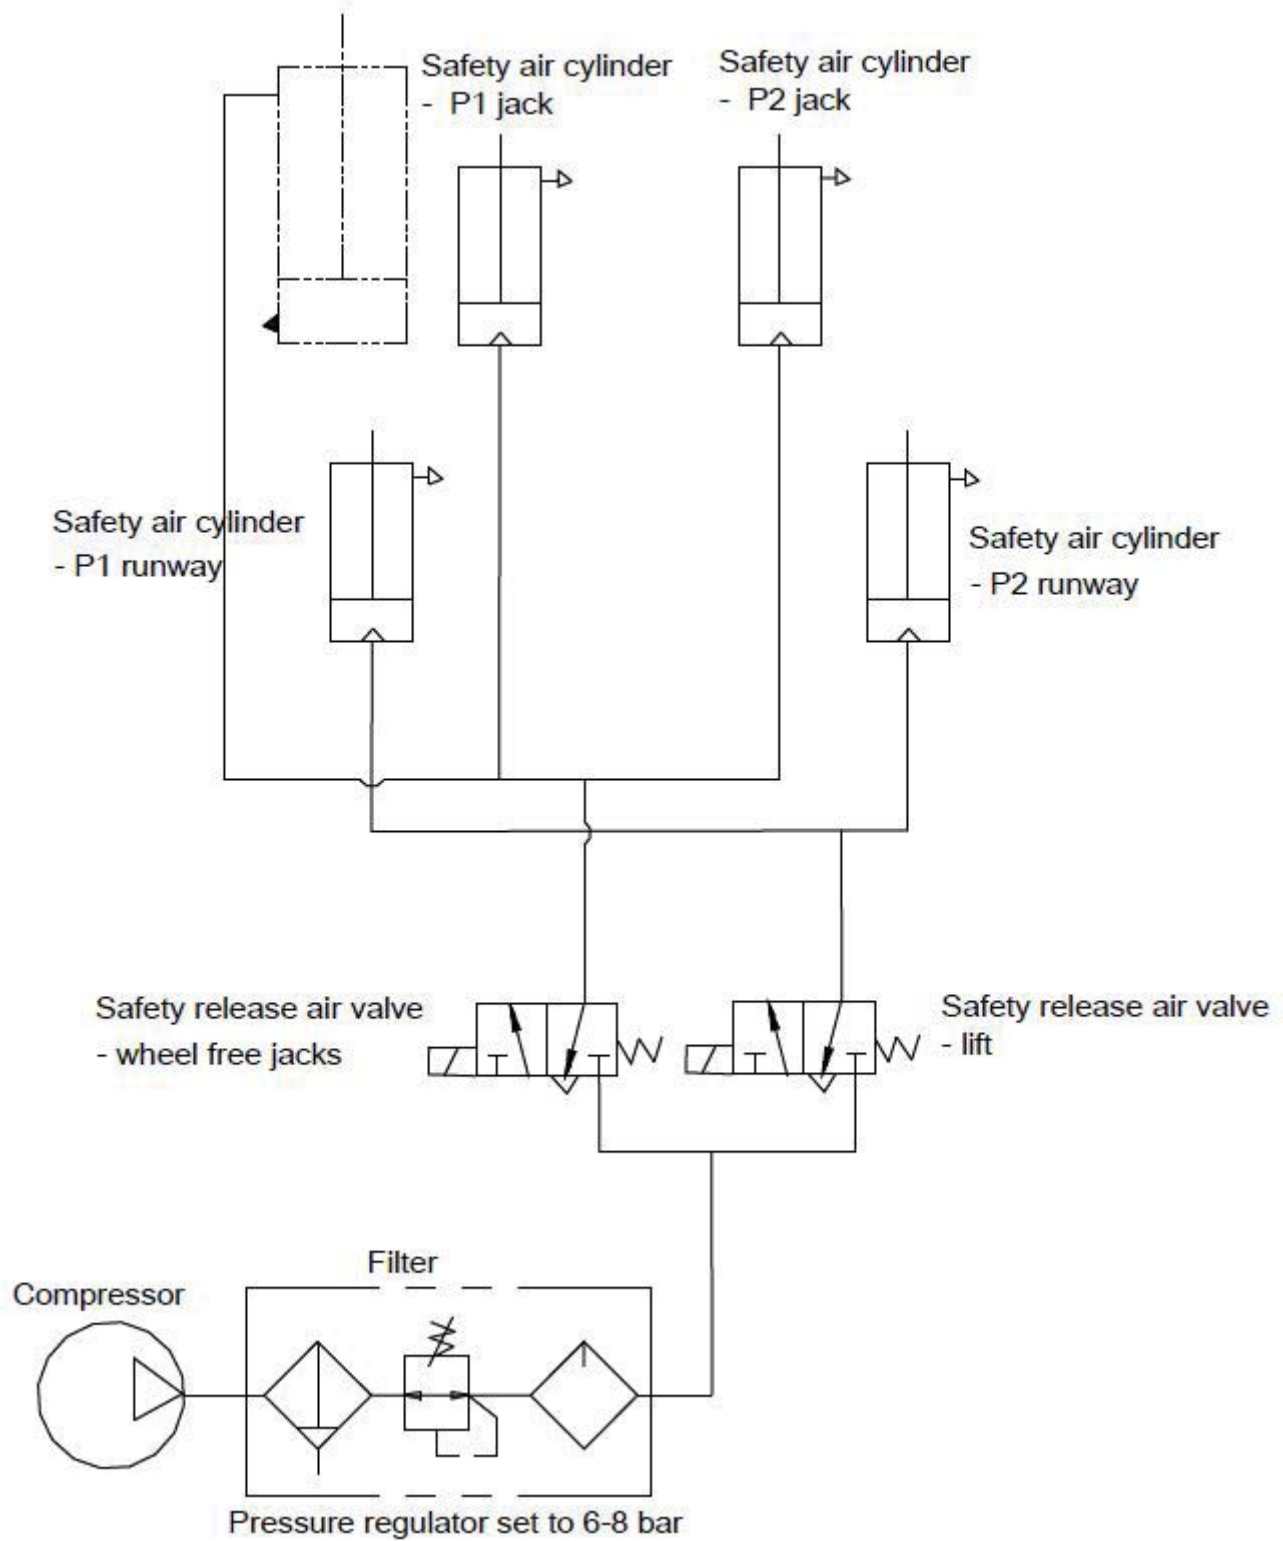 Safety air cylinder
- P1 jack
Safety air cylinder
- P2 jack
Safety air cylinder
- P1 runway
Safety air cylinder
- P2 runway
Safety release air valve
- wheel free jacks
Safety release air valve
- lift
Filter
Compressor
Pressure regulator set to 6-8 bar